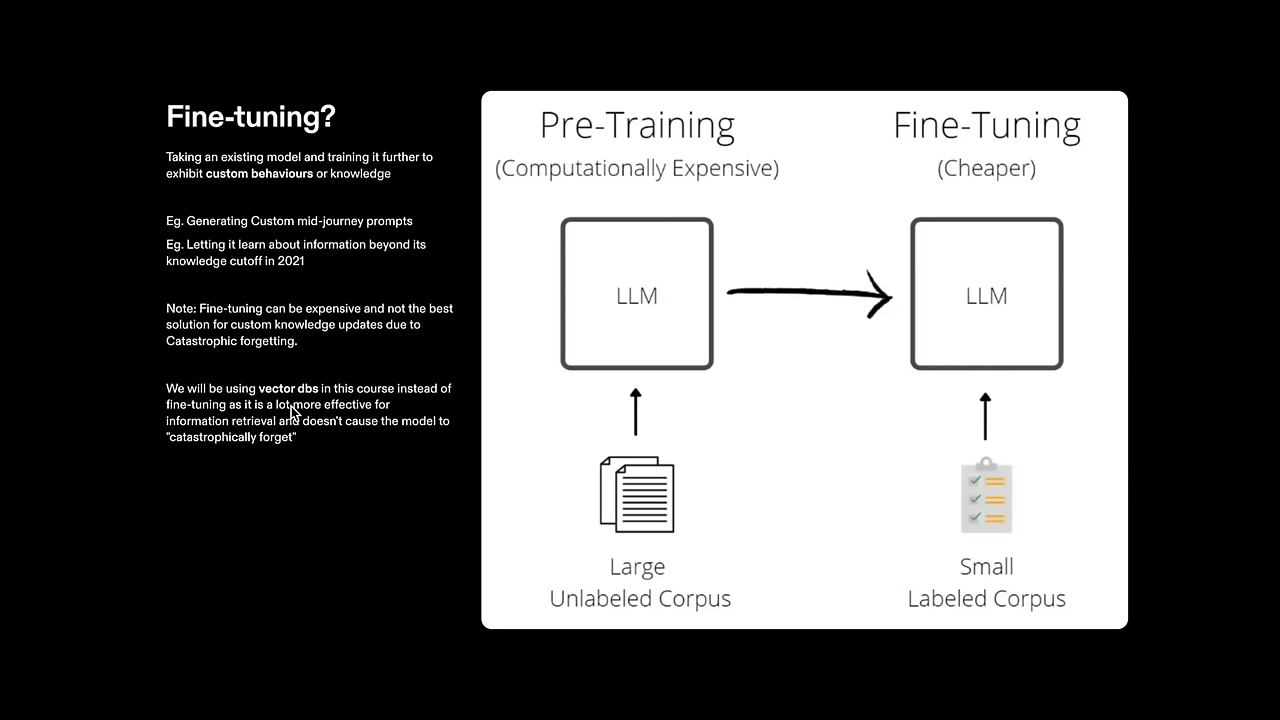 Fine-tuning?
Taking an existing model and training it further to
exhibit custom behaviours or knowledge
Eg. Generating Custom mid-journey prompts
Eg. Letting it learn about information beyond its
knowledge cutoff in 2021
Note: Fine-tuning can be expensive and not the best
solution for custom knowledge updates due to
Catastrophic forgetting.
We will be using vector dbs in this course instead of
fine-tuning as it is a lot more effective for
information retrieval and doesn't cause the model to
"catastrophically forget"
Pre-Training
(Computationally Expensive)
LLM
Large
Unlabeled Corpus
Fine-Tuning
(Cheaper)
LLM
Small
Labeled Corpus